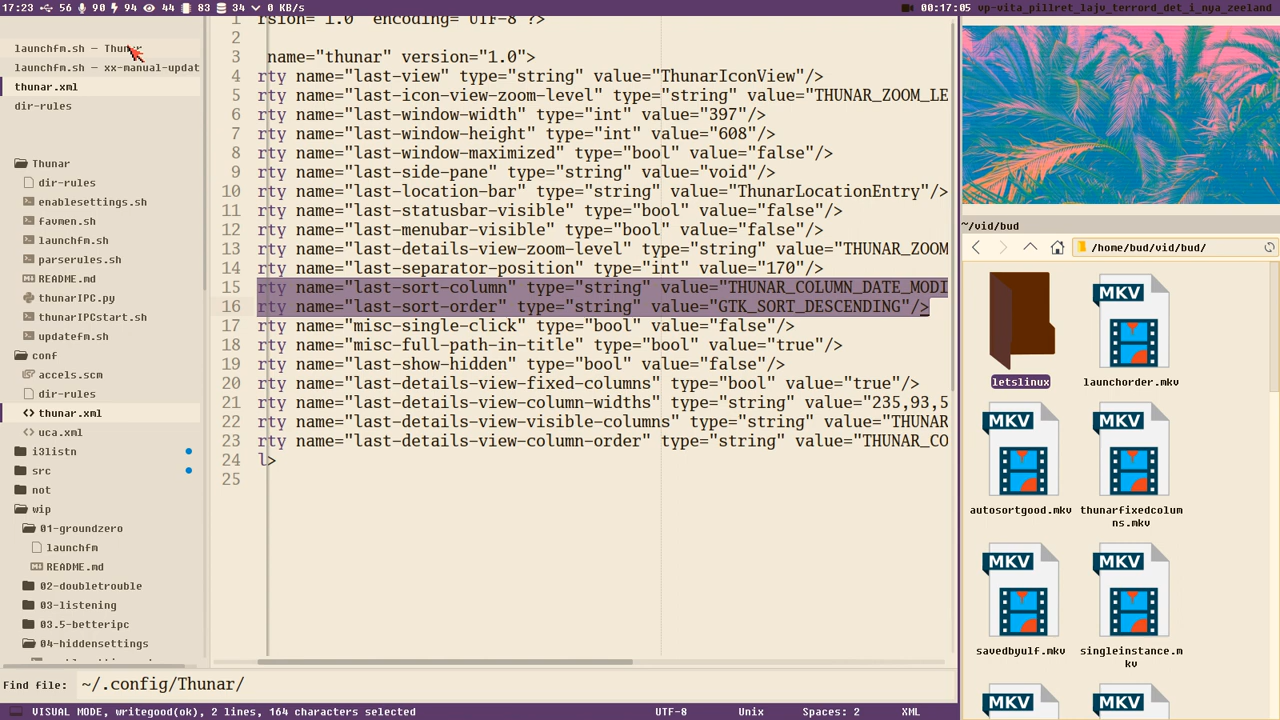 17:23 56 94 44 83 34 0 KB/s 00:17:05 vp-vita_pillret_lajv_terrord_det_i_nya_zeeland
launchfm.sh — Thunar
launchfm.sh — xx-manual-updat
thunar.xml
dir-rules
Thunar
dir-rules
enablesettings.sh
favmen.sh
launchfm.sh
parserules.sh
README.md
thunarIPC.py
thunarIPCstart.sh
updatefm.sh
conf
accels.scm
dir-rules
thunar.xml
uca.xml
i3listn
src
not
wip
01-groundzero
launchfm
README.md
02-doubletrouble
03-listening
03.5-betteripc
04-hiddensettings
1 rsion="1.0" encoding="UTF-8"?>
2
3 name="thunar" version="1.0">
4 rty name="last-view" type="string" value="ThunarIconView"/>
5 rty name="last-icon-view-zoom-level" type="string" value="THUNAR_ZOOM_LE
6 rty name="last-window-width" type="int" value="397"/>
7 rty name="last-window-height" type="int" value="608"/>
8 rty name="last-window-maximized" type="bool" value="false"/>
9 rty name="last-side-pane" type="string" value="void"/>
10 rty name="last-location-bar" type="string" value="ThunarLocationEntry"/>
11 rty name="last-statusbar-visible" type="bool" value="false"/>
12 rty name="last-menubar-visible" type="bool" value="false"/>
13 rty name="last-details-view-zoom-level" type="string" value="THUNAR_ZOOM
14 rty name="last-separator-position" type="int" value="170"/>
15 rty name="last-sort-column" type="string" value="THUNAR_COLUMN_DATE_MODI
16 rty name="last-sort-order" type="string" value="GTK_SORT_DESCENDING"/>
17 rty name="misc-single-click" type="bool" value="false"/>
18 rty name="misc-full-path-in-title" type="bool" value="true"/>
19 rty name="last-show-hidden" type="bool" value="false"/>
20 rty name="last-details-view-fixed-columns" type="bool" value="true"/>
21 rty name="last-details-view-column-widths" type="string" value="235,93,5
22 rty name="last-details-view-visible-columns" type="string" value="THUNAR
23 rty name="last-details-view-column-order" type="string" value="THUNAR_CO
24 l>
25
Find file: ~/.config/Thunar/
VISUAL MODE, writegood(ok), 2 lines, 164 characters selected UTF-8 Unix Spaces: 2 XML
~/vid/bud
/home/bud/vid/bud/
MKV
letslinux launchorder.mkv
MKV MKV
autosortgood.mkv thunarfixedcolum
ns.mkv
MKV MKV
savedbyulf.mkv singleinstance.m
kv